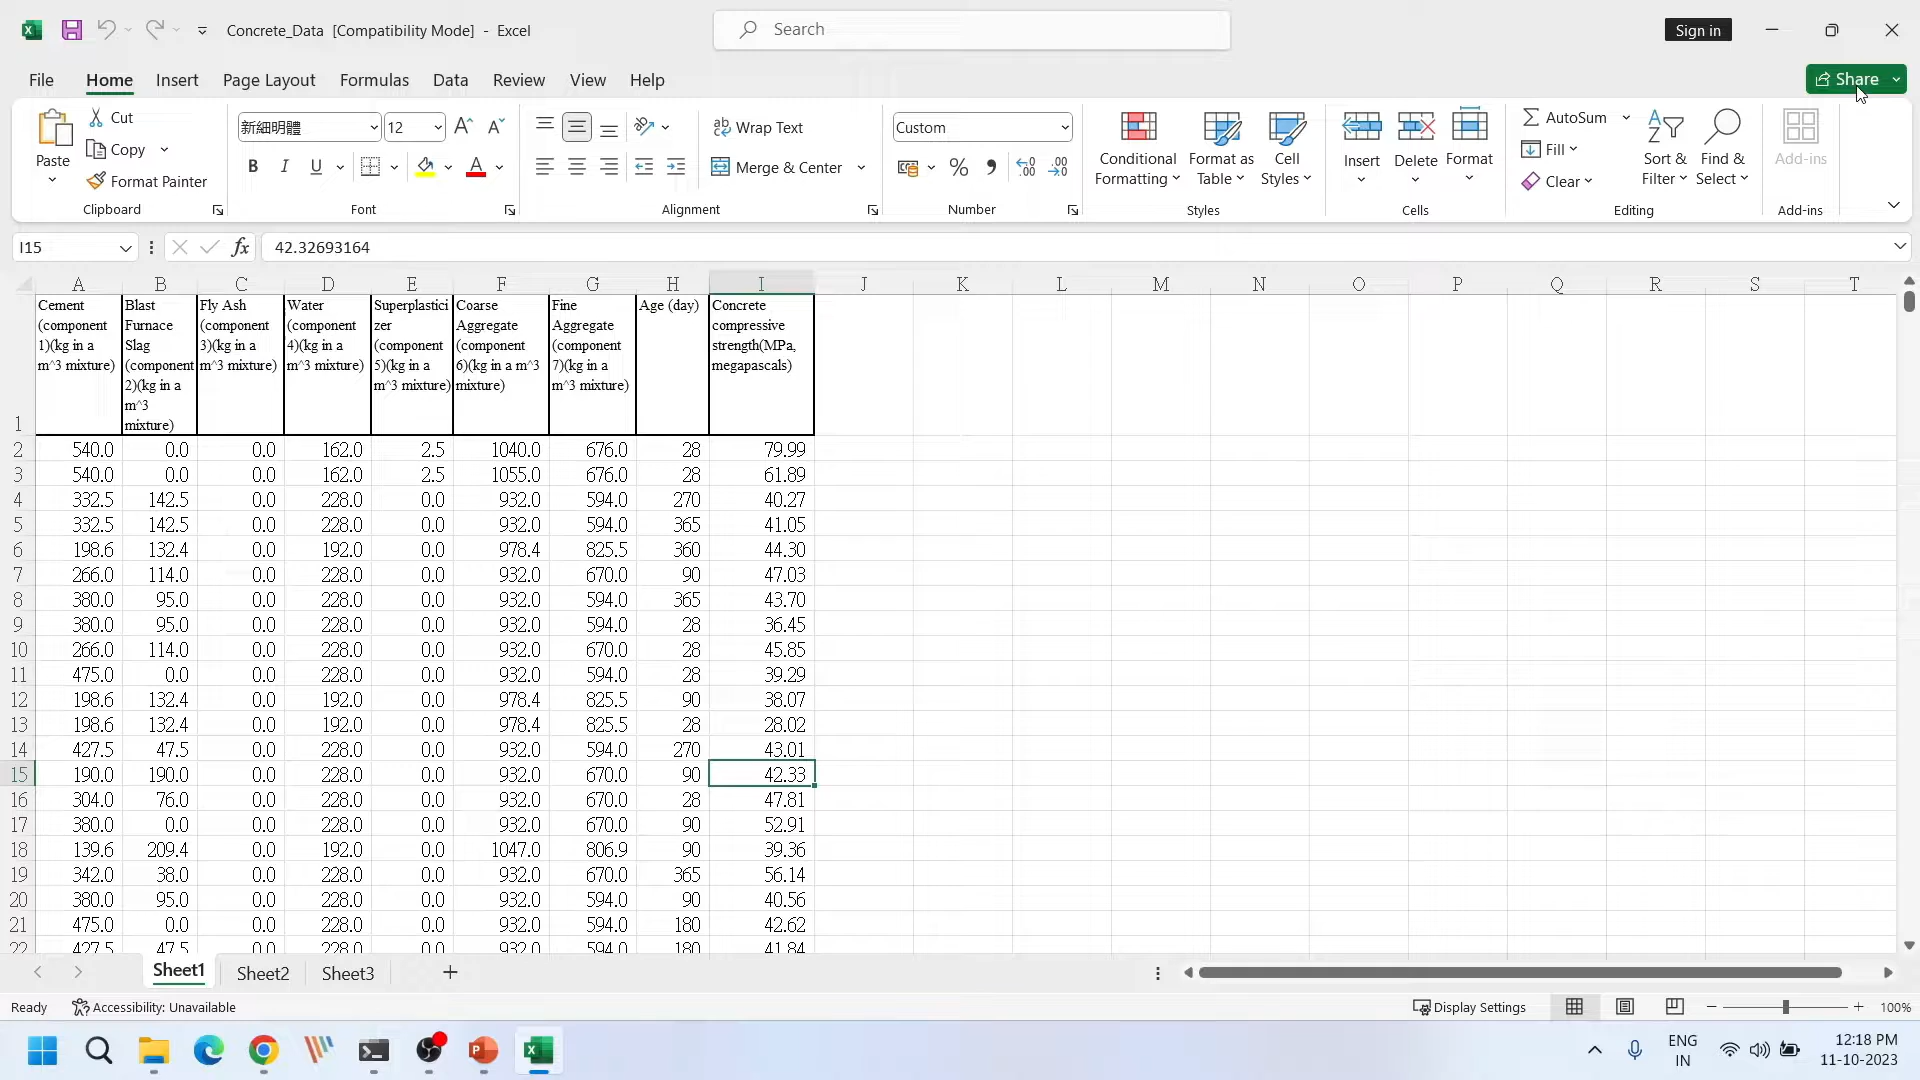 Concrete_Data [Compatibility Mode] - Excel
Search
Sign in
File Home Insert Page Layout Formulas Data Review View Help
Share
Paste
Cut
Copy
Format Painter
Clipboard
新細明體 12
B I U
Font
Wrap Text
Merge & Center
Alignment
Custom
Number
Conditional Formatting
Format as Table
Cell Styles
Styles
Insert Delete Format
Cells
AutoSum
Fill
Clear
Sort & Filter
Find & Select
Editing
Add-ins
Add-ins
I15 fx 42.32693164
A B C D E F G H I J K L M N O P Q R S T
1
Cement (component 1)(kg in a m^3 mixture)
Blast Furnace Slag (component 2)(kg in a m^3 mixture)
Fly Ash (component 3)(kg in a m^3 mixture)
Water (component 4)(kg in a m^3 mixture)
Superplasticizer (component 5)(kg in a m^3 mixture)
Coarse Aggregate (component 6)(kg in a m^3 mixture)
Fine Aggregate (component 7)(kg in a m^3 mixture)
Age (day)
Concrete compressive strength(MPa, megapascals)
2 540.0 0.0 0.0 162.0 2.5 1040.0 676.0 28 79.99
3 540.0 0.0 0.0 162.0 2.5 1055.0 676.0 28 61.89
4 332.5 142.5 0.0 228.0 0.0 932.0 594.0 270 40.27
5 332.5 142.5 0.0 228.0 0.0 932.0 594.0 365 41.05
6 198.6 132.4 0.0 192.0 0.0 978.4 825.5 360 44.30
7 266.0 114.0 0.0 228.0 0.0 932.0 670.0 90 47.03
8 380.0 95.0 0.0 228.0 0.0 932.0 594.0 365 43.70
9 380.0 95.0 0.0 228.0 0.0 932.0 594.0 28 36.45
10 266.0 114.0 0.0 228.0 0.0 932.0 670.0 28 45.85
11 475.0 0.0 0.0 228.0 0.0 932.0 594.0 28 39.29
12 198.6 132.4 0.0 192.0 0.0 978.4 825.5 90 38.07
13 198.6 132.4 0.0 192.0 0.0 978.4 825.5 28 28.02
14 427.5 47.5 0.0 228.0 0.0 932.0 594.0 270 43.01
15 190.0 190.0 0.0 228.0 0.0 932.0 670.0 90 42.33
16 304.0 76.0 0.0 228.0 0.0 932.0 670.0 28 47.81
17 380.0 0.0 0.0 228.0 0.0 932.0 670.0 90 52.91
18 139.6 209.4 0.0 192.0 0.0 1047.0 806.9 90 39.36
19 342.0 38.0 0.0 228.0 0.0 932.0 670.0 365 56.14
20 380.0 95.0 0.0 228.0 0.0 932.0 594.0 90 40.56
21 475.0 0.0 0.0 228.0 0.0 932.0 594.0 180 42.62
22 427.5 47.5 0.0 228.0 0.0 932.0 594.0 180 41.84
Sheet1 Sheet2 Sheet3
Ready Accessibility: Unavailable Display Settings 100%
ENG IN
12:18 PM
11-10-2023